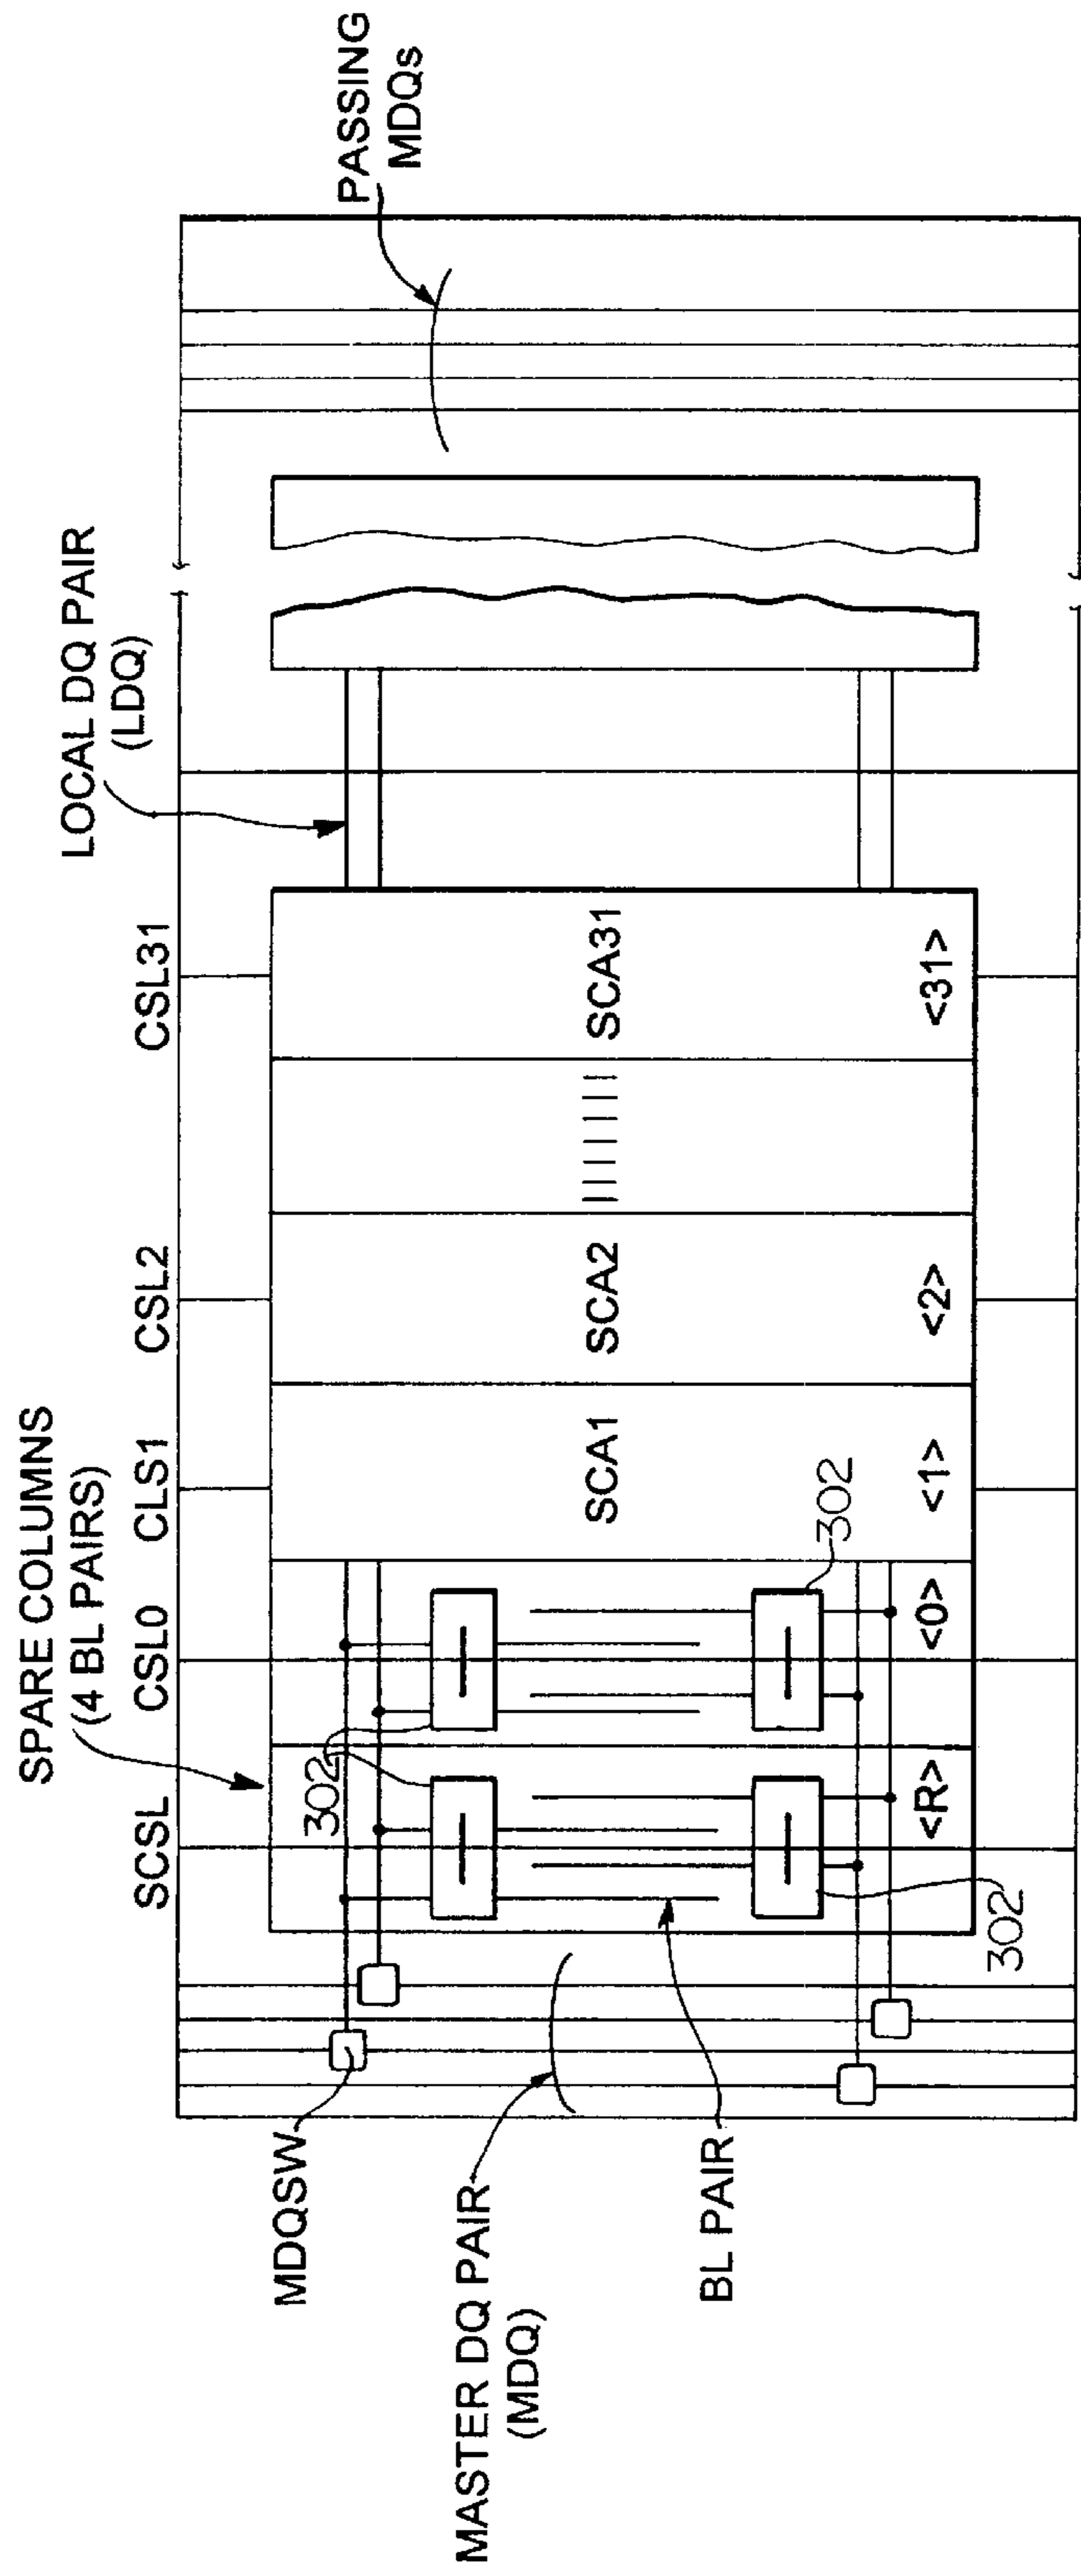 SPARE COLUMNS
(4 BL PAIRS)
LOCAL DQ PAIR
(LDQ)
PASSING
MDQs
SCSL
CSL0
CLS1
CSL2
CSL31
MDQSW
302
302
SCA1
SCA2
SCA31
MASTER DQ PAIR
(MDQ)
BL PAIR
302
<R>
<0>
<1>
<2>
<31>